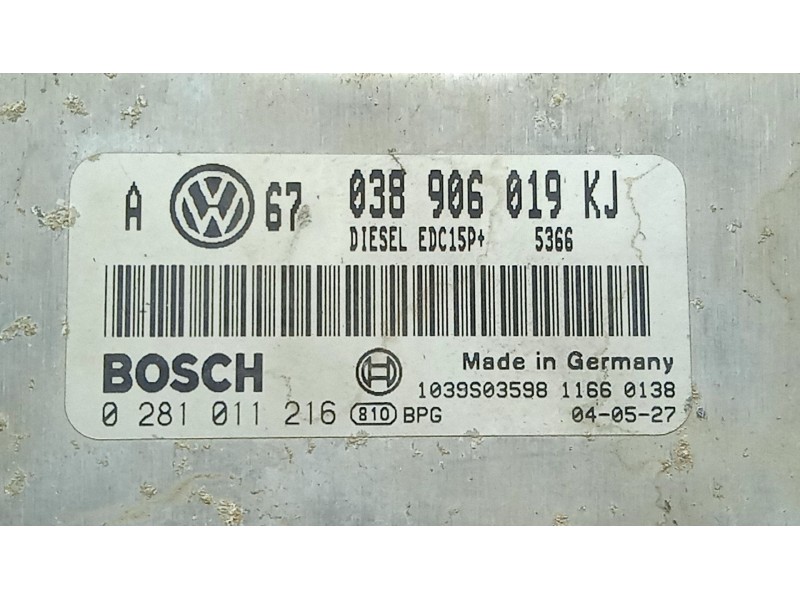 A VW 67 038 906 019 KJ
DIESEL EDC15P+ 5366
BOSCH Made in Germany
1039S03598 1166 0138
0 281 011 216 810 BPG 04-05-27